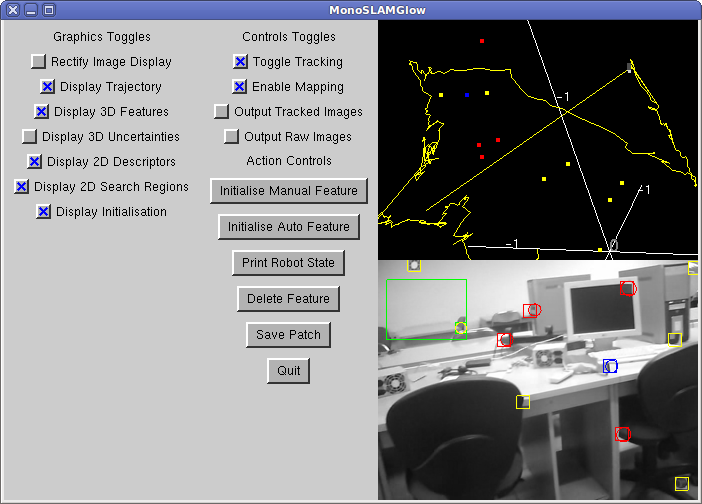 MonoSLAMGlow
Graphics Toggles
Rectify Image Display
Display Trajectory
Display 3D Features
Display 3D Uncertainties
Display 2D Descriptors
Display 2D Search Regions
Display Initialisation
Controls Toggles
Toggle Tracking
Enable Mapping
Output Tracked Images
Output Raw Images
Action Controls
Initialise Manual Feature
Initialise Auto Feature
Print Robot State
Delete Feature
Save Patch
Quit
-1
-1
-1
0